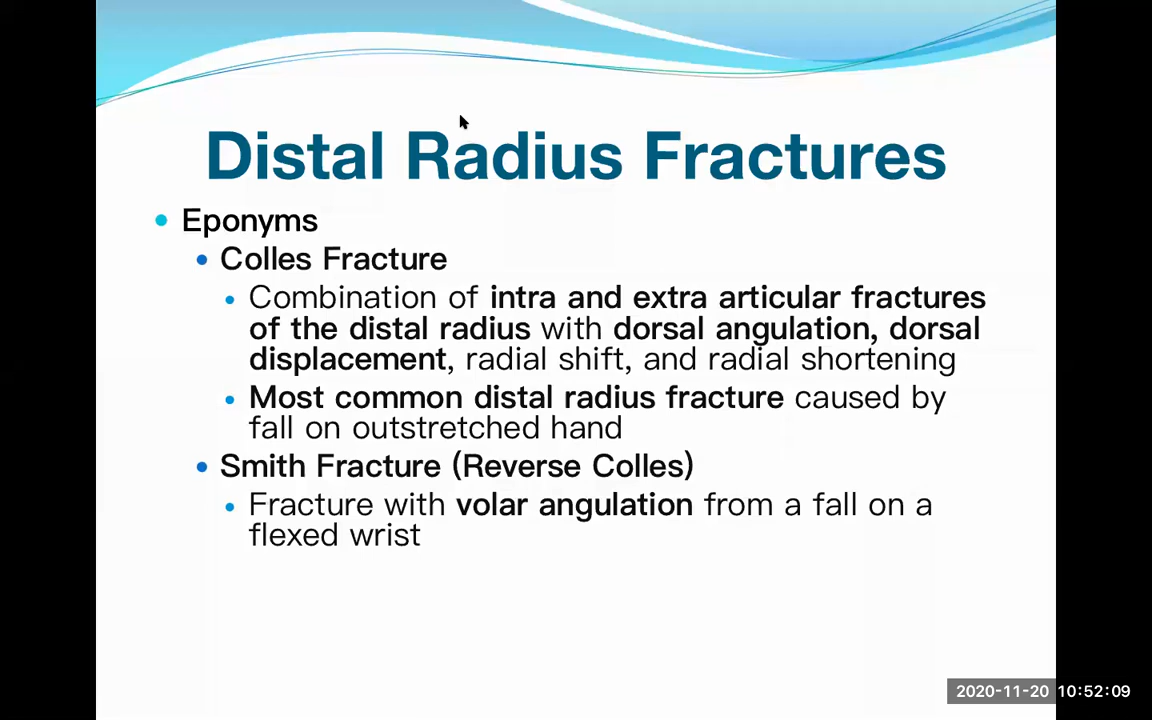 Distal Radius Fractures
Eponyms
Colles Fracture
Combination of intra and extra articular fractures
of the distal radius with dorsal angulation, dorsal
displacement, radial shift, and radial shortening
Most common distal radius fracture caused by
fall on outstretched hand
Smith Fracture (Reverse Colles)
Fracture with volar angulation from a fall on a
flexed wrist
2020-11-20 10:52:09